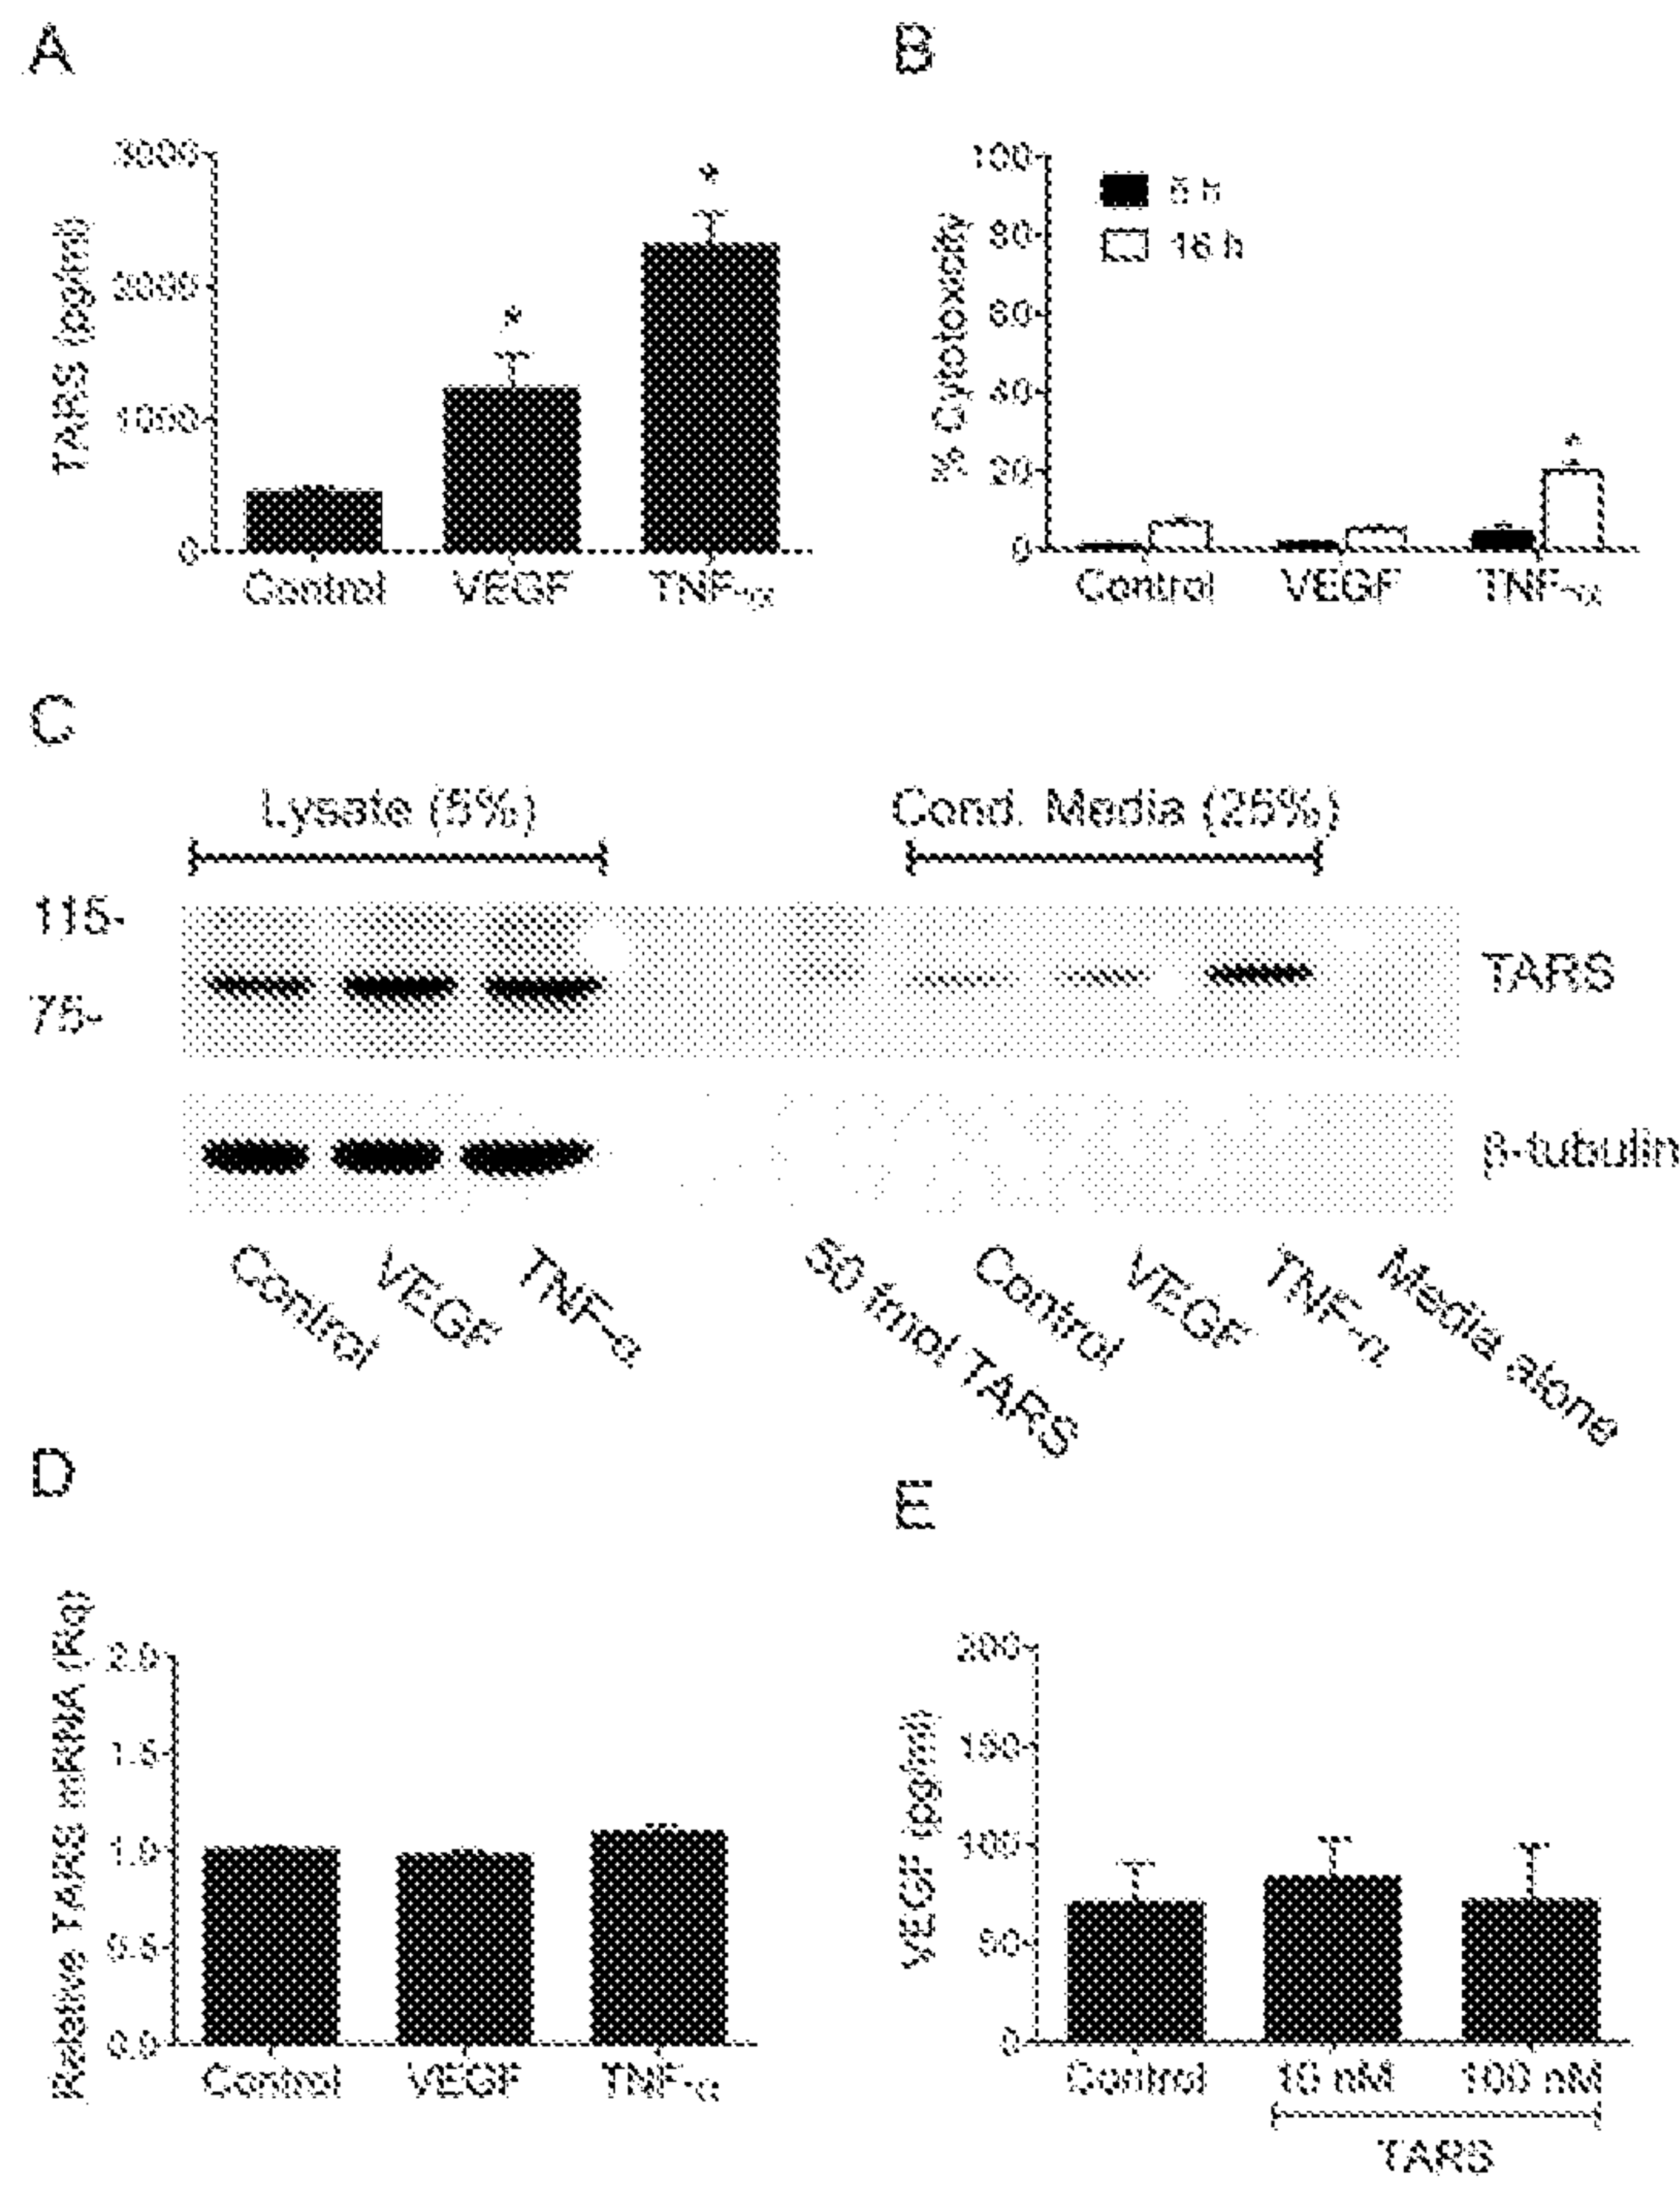 A
B
3000
2000
1000
0
TARS (pg/ml)
*
*
Control
VEGF
TNF-α
100
80
60
40
20
0
% Cytotoxicity
16 h
*
Control
VEGF
TNF-α
C
Lysate (5%)
Cond. Media (25%)
115-
75-
TARS
β-tubulin
Control
VEGF
TNF-α
50 fmol TARS
Control
VEGF
TNF-α
Media alone
D
E
Relative TARS mRNA (Rq)
2.0
1.5
1.0
0.5
0.0
Control
VEGF
TNF-α
VEGF (pg/ml)
200
150
100
50
0
Control
10 nM
100 nM
TARS